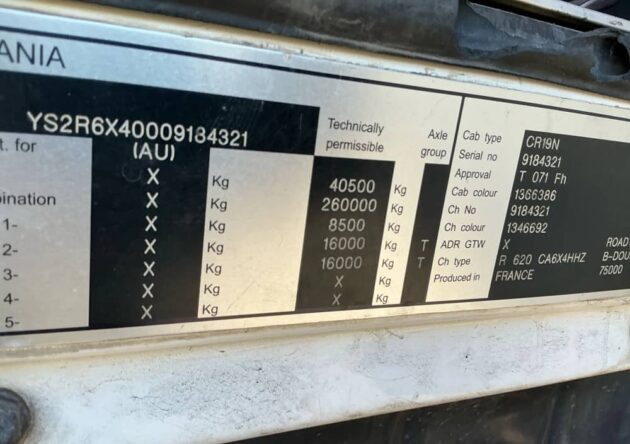 ANIA
YS2R6X40009184321
(AU)
Technically
permissible
Axle
group
t. for X Kg 40500 Kg
bination X Kg 260000 Kg
1- X Kg 8500 Kg
2- X Kg 16000 Kg T
3- X Kg 16000 Kg T
4- X Kg X Kg
5- X Kg X Kg
Cab type CR19N
Serial no 9184321
Approval T 071 Fh
Cab colour 1366386
Ch No 9184321
Ch colour 1346692
ADR GTW X ROAD
Ch type R 620 CA6X4HHZ B-DOU
Produced in FRANCE 75000